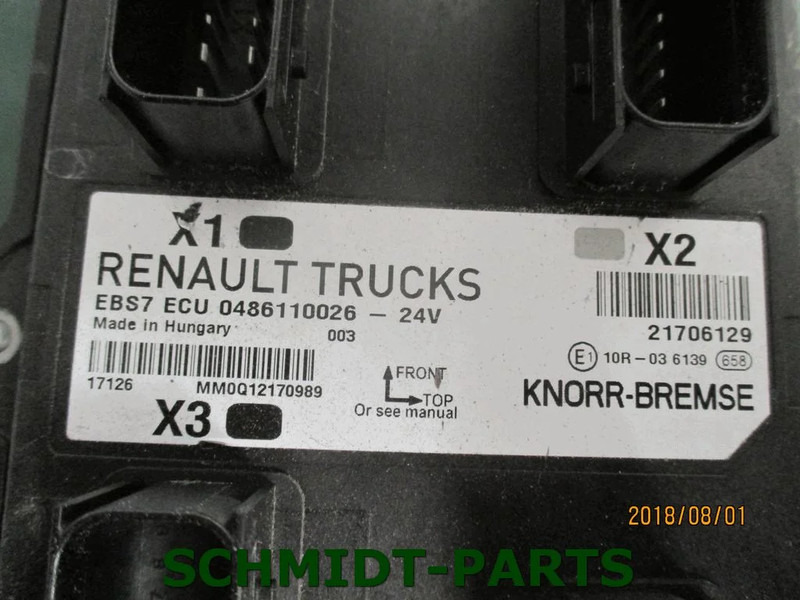 X1
X2
RENAULT TRUCKS
EBS7 ECU 0486110026 - 24V
Made in Hungary
003
21706129
E1 10R-03 6139 658
17126
MM0Q12170989
FRONT
TOP
Or see manual
KNORR-BREMSE
X3
2018/08/01
SCHMIDT-PARTS